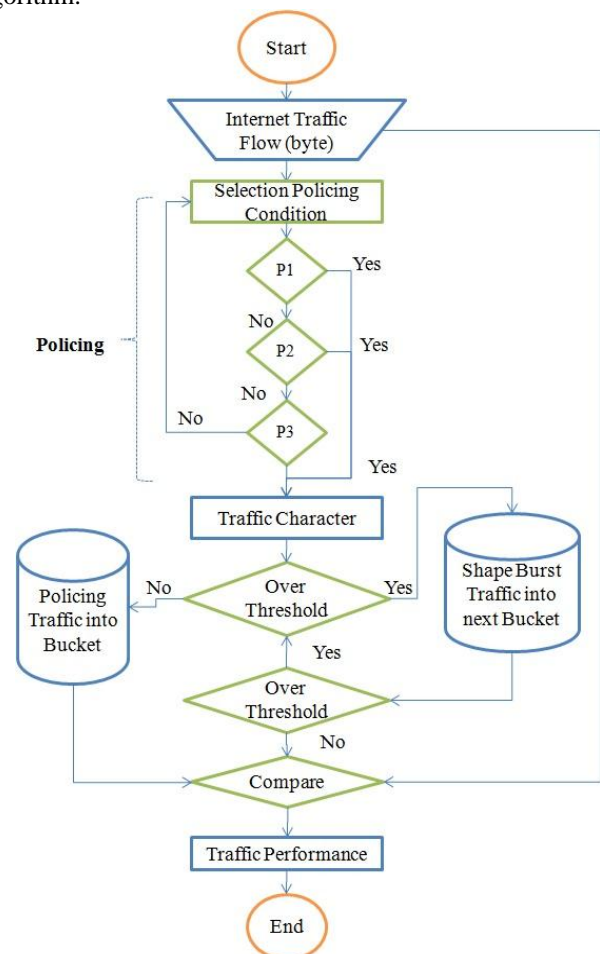 Start
Internet Traffic
Flow (byte)
Selection Policing
Condition
P1
Yes
No
P2
Yes
Policing
No
No
P3
Yes
Traffic Character
Over
Threshold
No
Yes
Policing
Traffic into
Bucket
Shape Burst
Traffic into
next Bucket
Yes
Over
Threshold
No
Compare
Traffic Performance
End